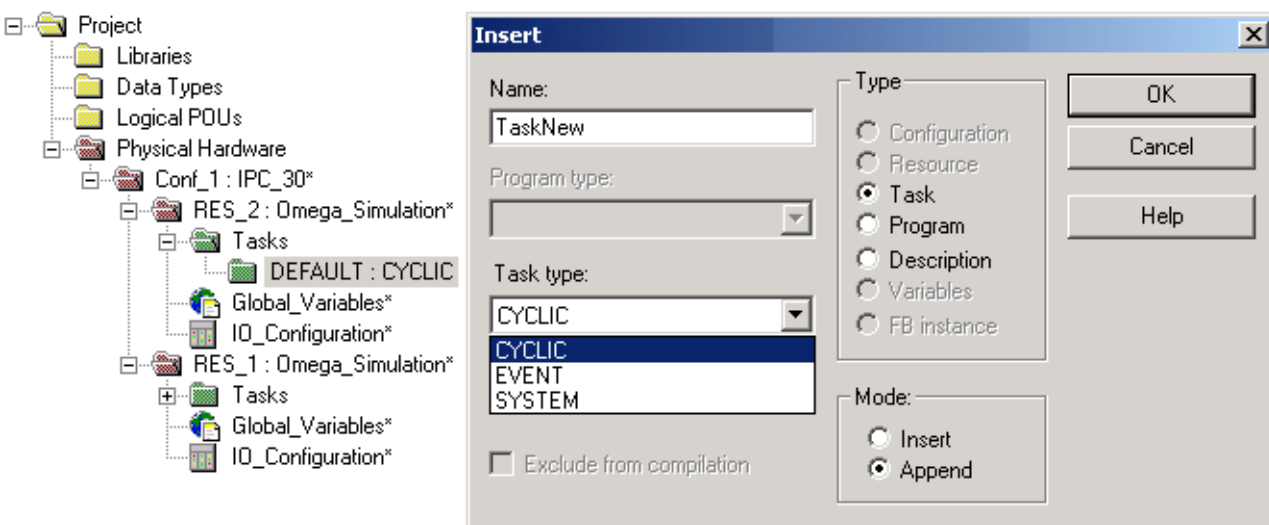 Project
Libraries
Data Types
Logical POUs
Physical Hardware
Conf_1 : IPC_30*
RES_2 : Omega_Simulation*
Tasks
DEFAULT : CYCLIC
Global_Variables*
IO_Configuration*
RES_1 : Omega_Simulation*
Tasks
Global_Variables*
IO_Configuration*
Insert
Name:
TaskNew
Program type:
Task type:
CYCLIC
CYCLIC
EVENT
SYSTEM
Exclude from compilation
Type
Configuration
Resource
Task
Program
Description
Variables
FB instance
Mode:
Insert
Append
OK
Cancel
Help